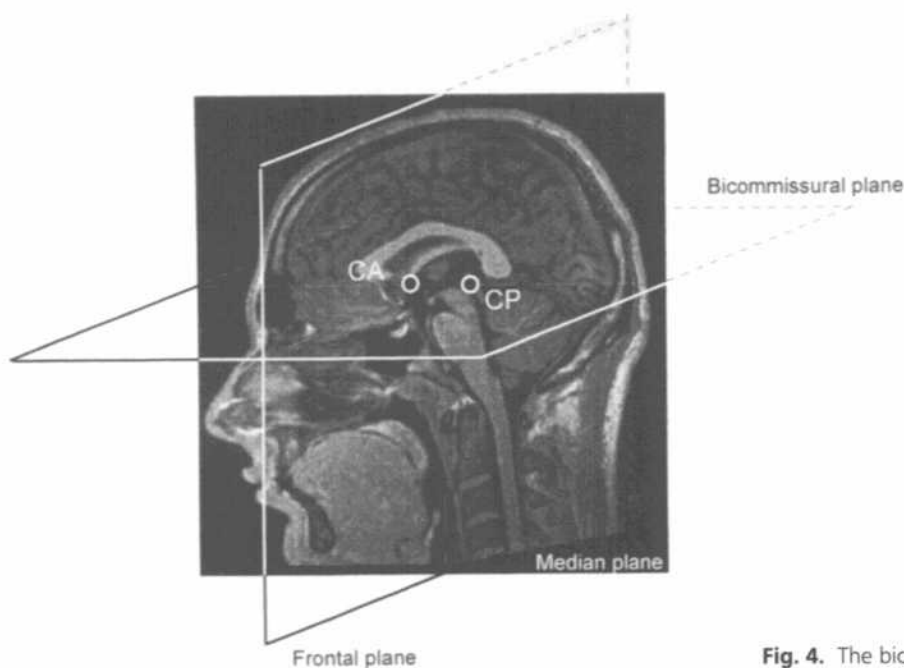 Bicommissural plane
CA
CP
Median plane
Frontal plane
Fig. 4. The bic